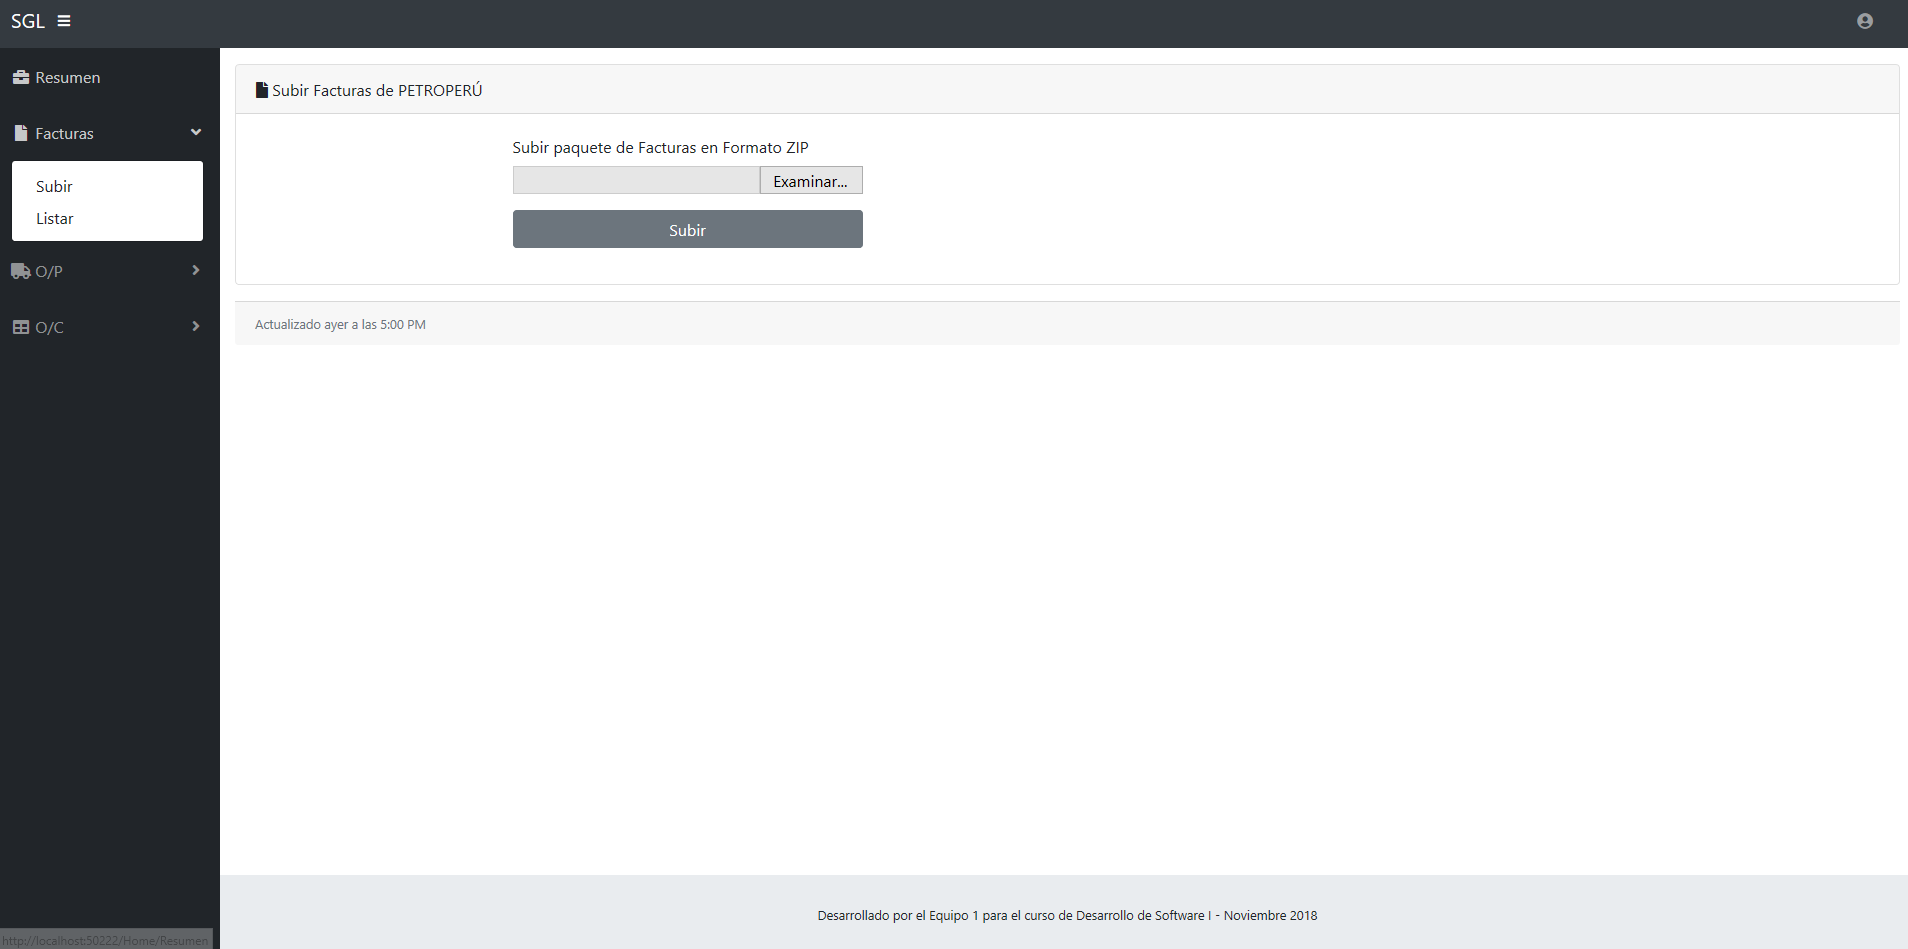 SGL
Resumen
Facturas
Subir
Listar
O/P
O/C
Subir Facturas de PETROPERÚ
Subir paquete de Facturas en Formato ZIP
Examinar...
Subir
Actualizado ayer a las 5:00 PM
Desarrollado por el Equipo 1 para el curso de Desarrollo de Software I - Noviembre 2018
http://localhost:50222/Home/Resumen